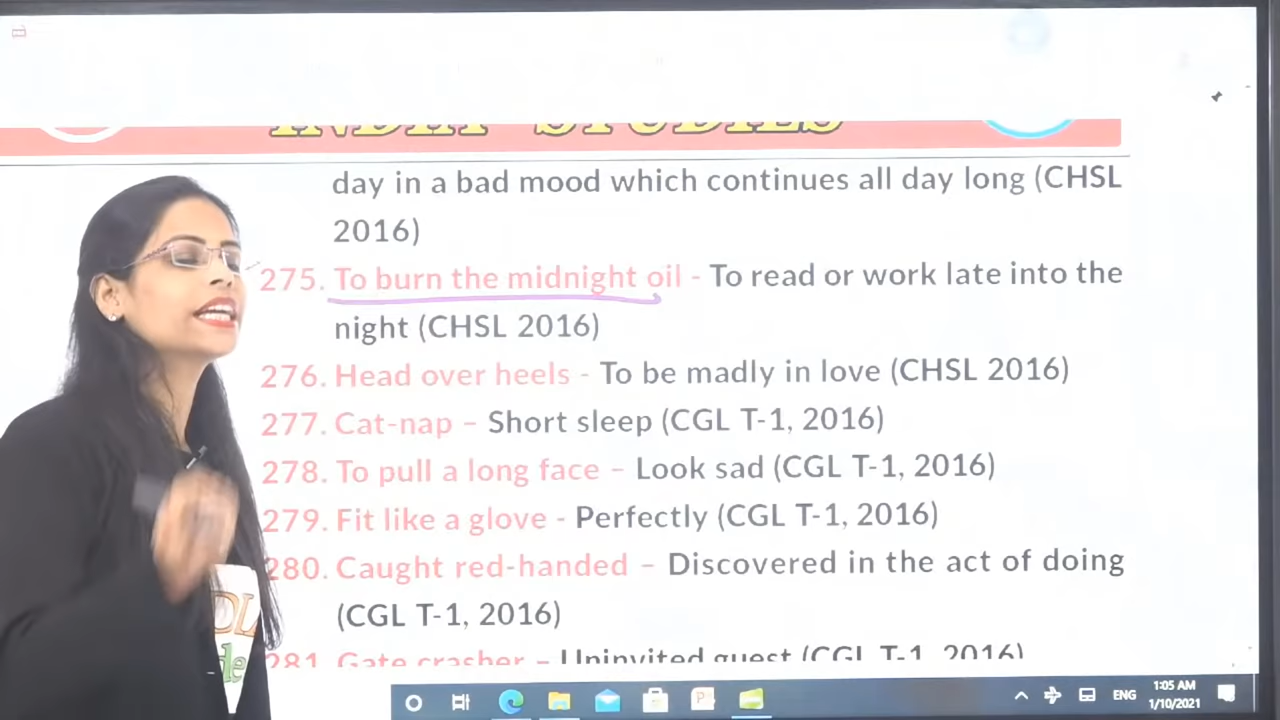 INDIA STUDIES
day in a bad mood which continues all day long (CHSL
2016)
275. To burn the midnight oil - To read or work late into the
night (CHSL 2016)
276. Head over heels - To be madly in love (CHSL 2016)
277. Cat-nap – Short sleep (CGL T-1, 2016)
278. To pull a long face – Look sad (CGL T-1, 2016)
279. Fit like a glove - Perfectly (CGL T-1, 2016)
280. Caught red-handed – Discovered in the act of doing
(CGL T-1, 2016)
281. Gate crasher – Uninvited guest (CGL T-1, 2016)
ENG
1:05 AM
1/10/2021